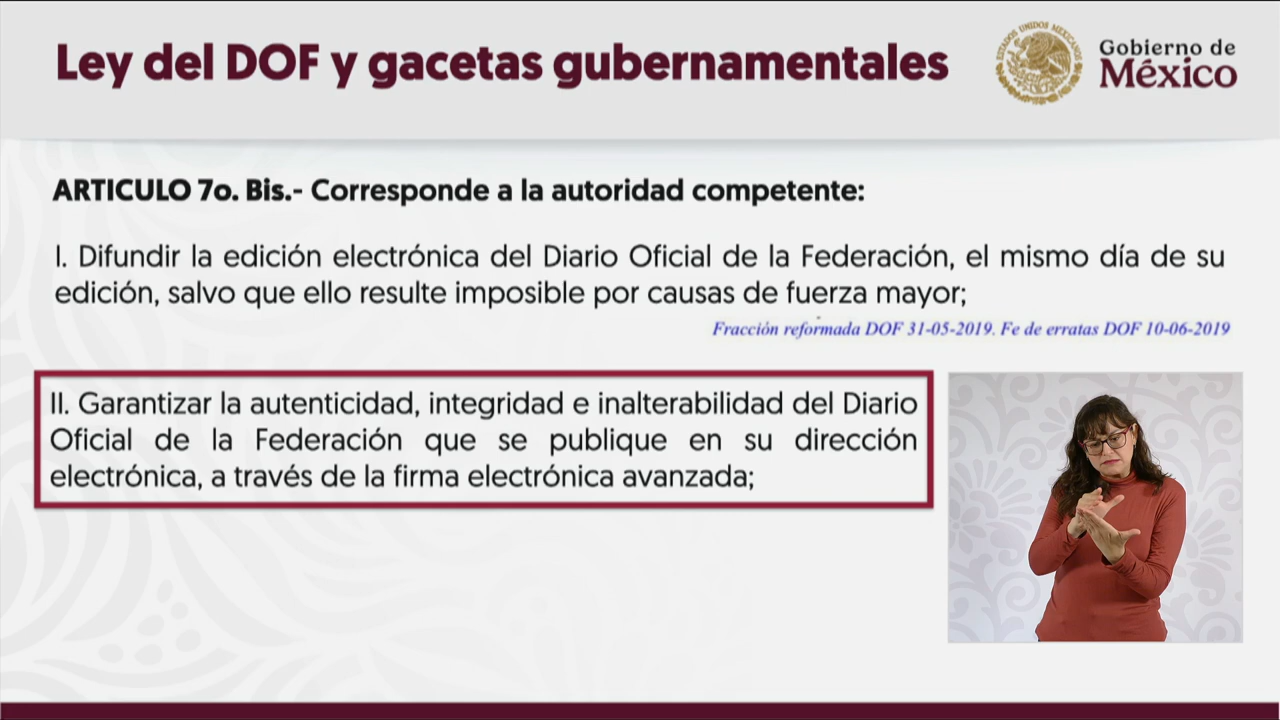 Ley del DOF y gacetas gubernamentales
Gobierno de
México
ARTICULO 7o. Bis.- Corresponde a la autoridad competente:
I. Difundir la edición electrónica del Diario Oficial de la Federación, el mismo día de su
edición, salvo que ello resulte imposible por causas de fuerza mayor;
Fracción reformada DOF 31-05-2019. Fe de erratas DOF 10-06-2019
II. Garantizar la autenticidad, integridad e inalterabilidad del Diario
Oficial de la Federación que se publique en su dirección
electrónica, a través de la firma electrónica avanzada;